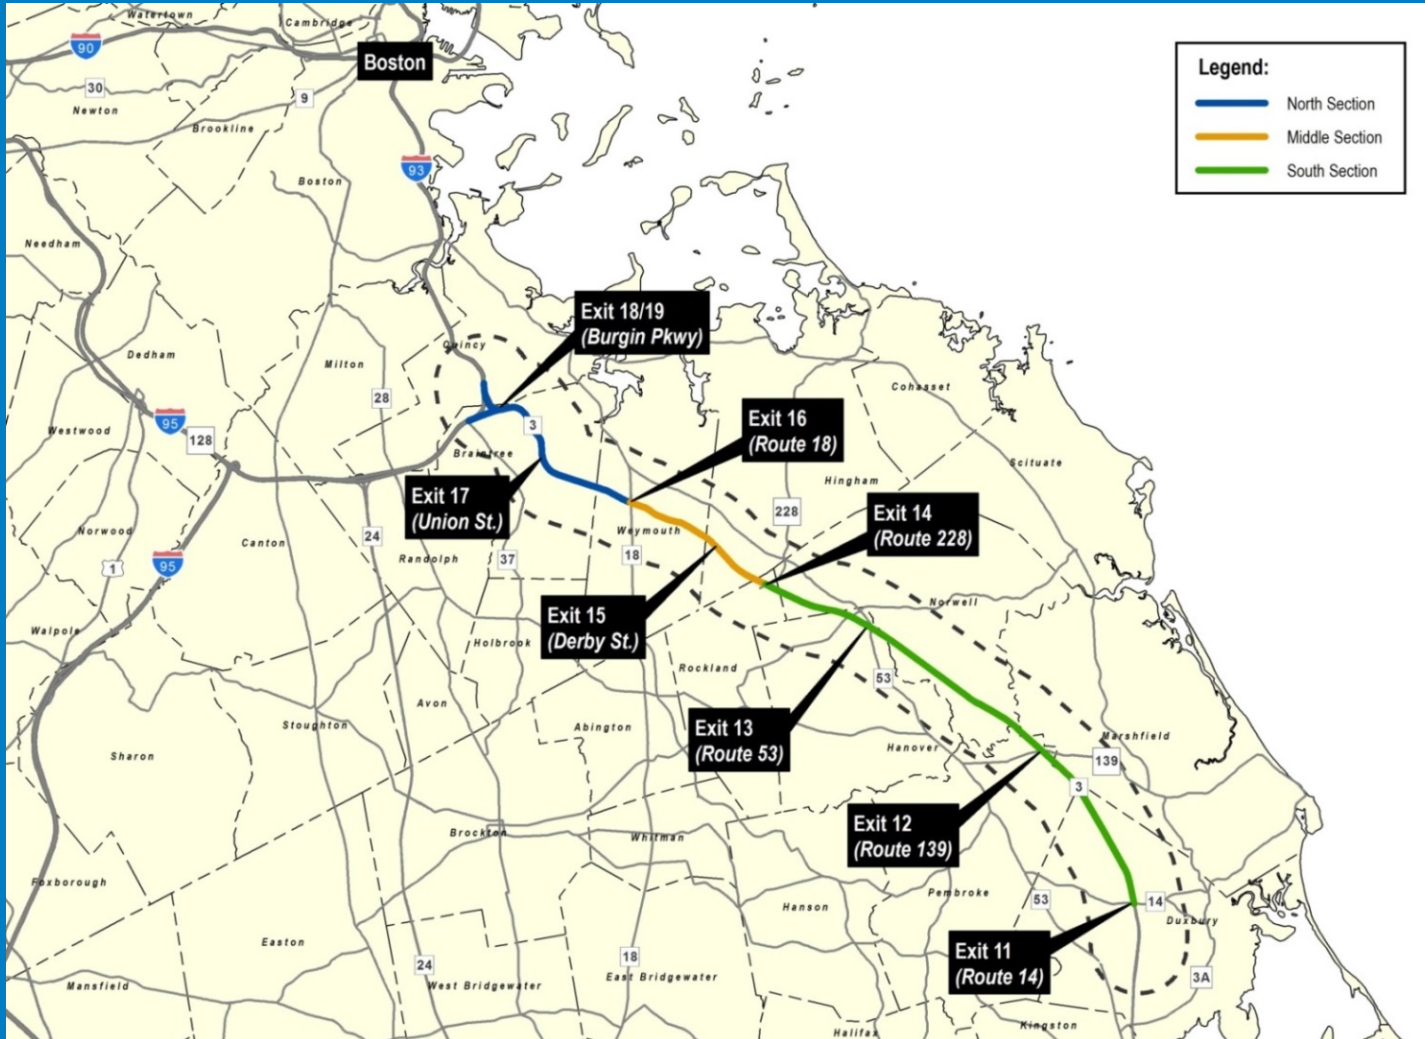 Watertown
Cambridge
90
Boston
30
9
Newton
Brookline
93
Boston
Needham
Legend:
North Section
Middle Section
South Section
Exit 18/19
(Burgin Pkwy)
Quincy
Dedham
Milton
28
Cohasset
95
128
Westwood
3
Braintree
Exit 16
(Route 18)
Scituate
Hingham
Exit 17
(Union St.)
228
Exit 14
(Route 228)
Norwood
Canton
24
Weymouth
18
Randolph
37
1
95
Exit 15
(Derby St.)
Norwell
Walpole
Holbrook
Rockland
53
Avon
Stoughton
Abington
Exit 13
(Route 53)
Hanover
Marshfield
139
Sharon
3
Exit 12
(Route 139)
Brockton
Whitman
Foxborough
Pembroke
53
14
Hanson
Duxbury
Easton
Exit 11
(Route 14)
24
18
East Bridgewater
West Bridgewater
Mansfield
3A
Halifax
Kingston